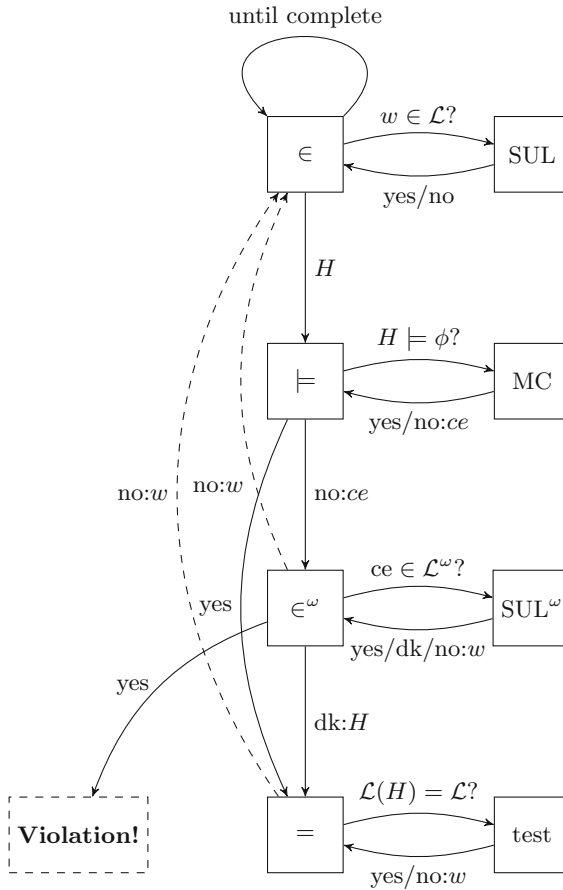 until complete
w ∈ ℒ?
∈
SUL
yes/no
H
H ⊨ ϕ?
⊨
MC
yes/no:ce
no:w
no:w
no:ce
ce ∈ ℒ^ω?
∈^ω
SUL^ω
yes
yes/dk/no:w
yes
dk:H
ℒ(H) = ℒ?
Violation!
=
test
yes/no:w